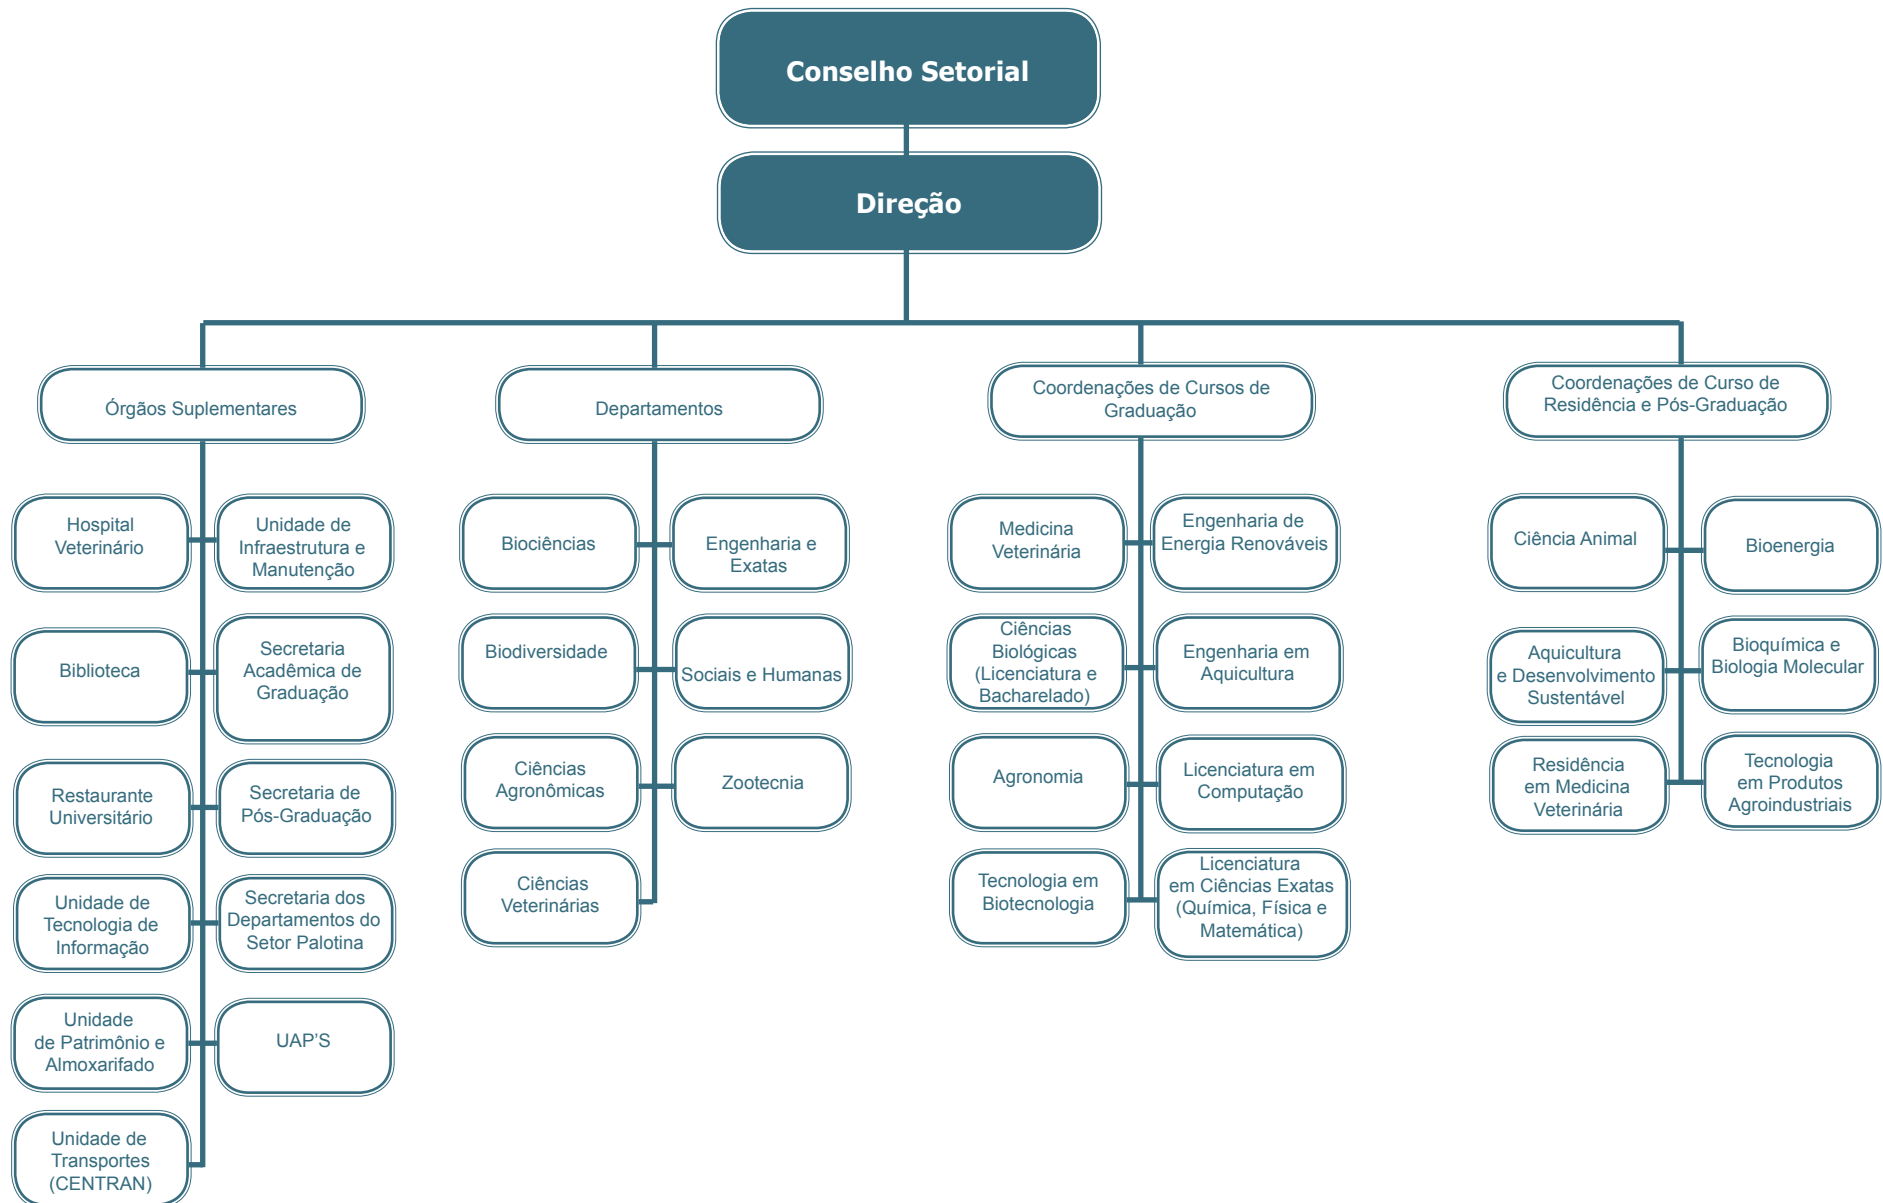 Conselho Setorial
Direção
Órgãos Suplementares
Hospital
Veterinário
Unidade de
Infraestrutura e
Manutenção
Biblioteca
Secretaria
Acadêmica de
Graduação
Restaurante
Universitário
Secretaria de
Pós-Graduação
Unidade de
Tecnologia de
Informação
Secretaria dos
Departamentos do
Setor Palotina
Unidade
de Patrimônio e
Almoxarifado
UAP’S
Unidade de
Transportes
(CENTRAN)
Departamentos
Biociências
Engenharia e
Exatas
Biodiversidade
Sociais e Humanas
Ciências
Agronômicas
Zootecnia
Ciências
Veterinárias
Coordenações de Cursos de
Graduação
Medicina
Veterinária
Engenharia de
Energia Renováveis
Ciências
Biológicas
(Licenciatura e
Bacharelado)
Engenharia em
Aquicultura
Agronomia
Licenciatura em
Computação
Tecnologia em
Biotecnologia
Licenciatura
em Ciências Exatas
(Química, Física e
Matemática)
Coordenações de Curso de
Residência e Pós-Graduação
Ciência Animal
Bioenergia
Aquicultura
e Desenvolvimento
Sustentável
Bioquímica e
Biologia Molecular
Residência
em Medicina
Veterinária
Tecnologia
em Produtos
Agroindustriais